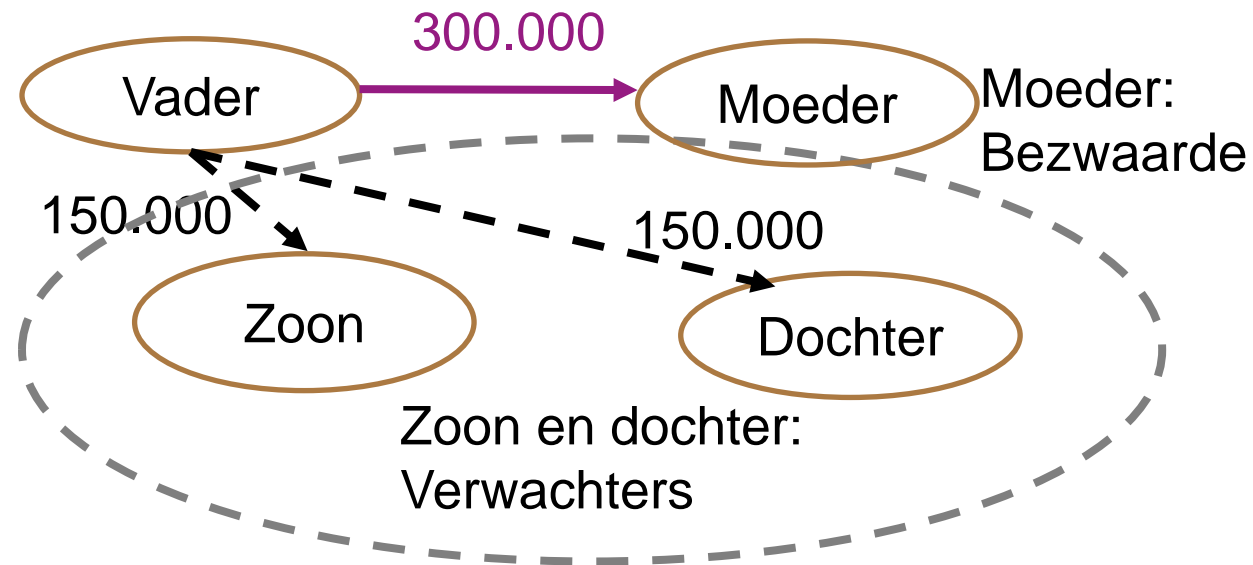 300.000
Vader
Moeder
Moeder:
Bezwaarde
150.000
150.000
Zoon
Dochter
Zoon en dochter:
Verwachters